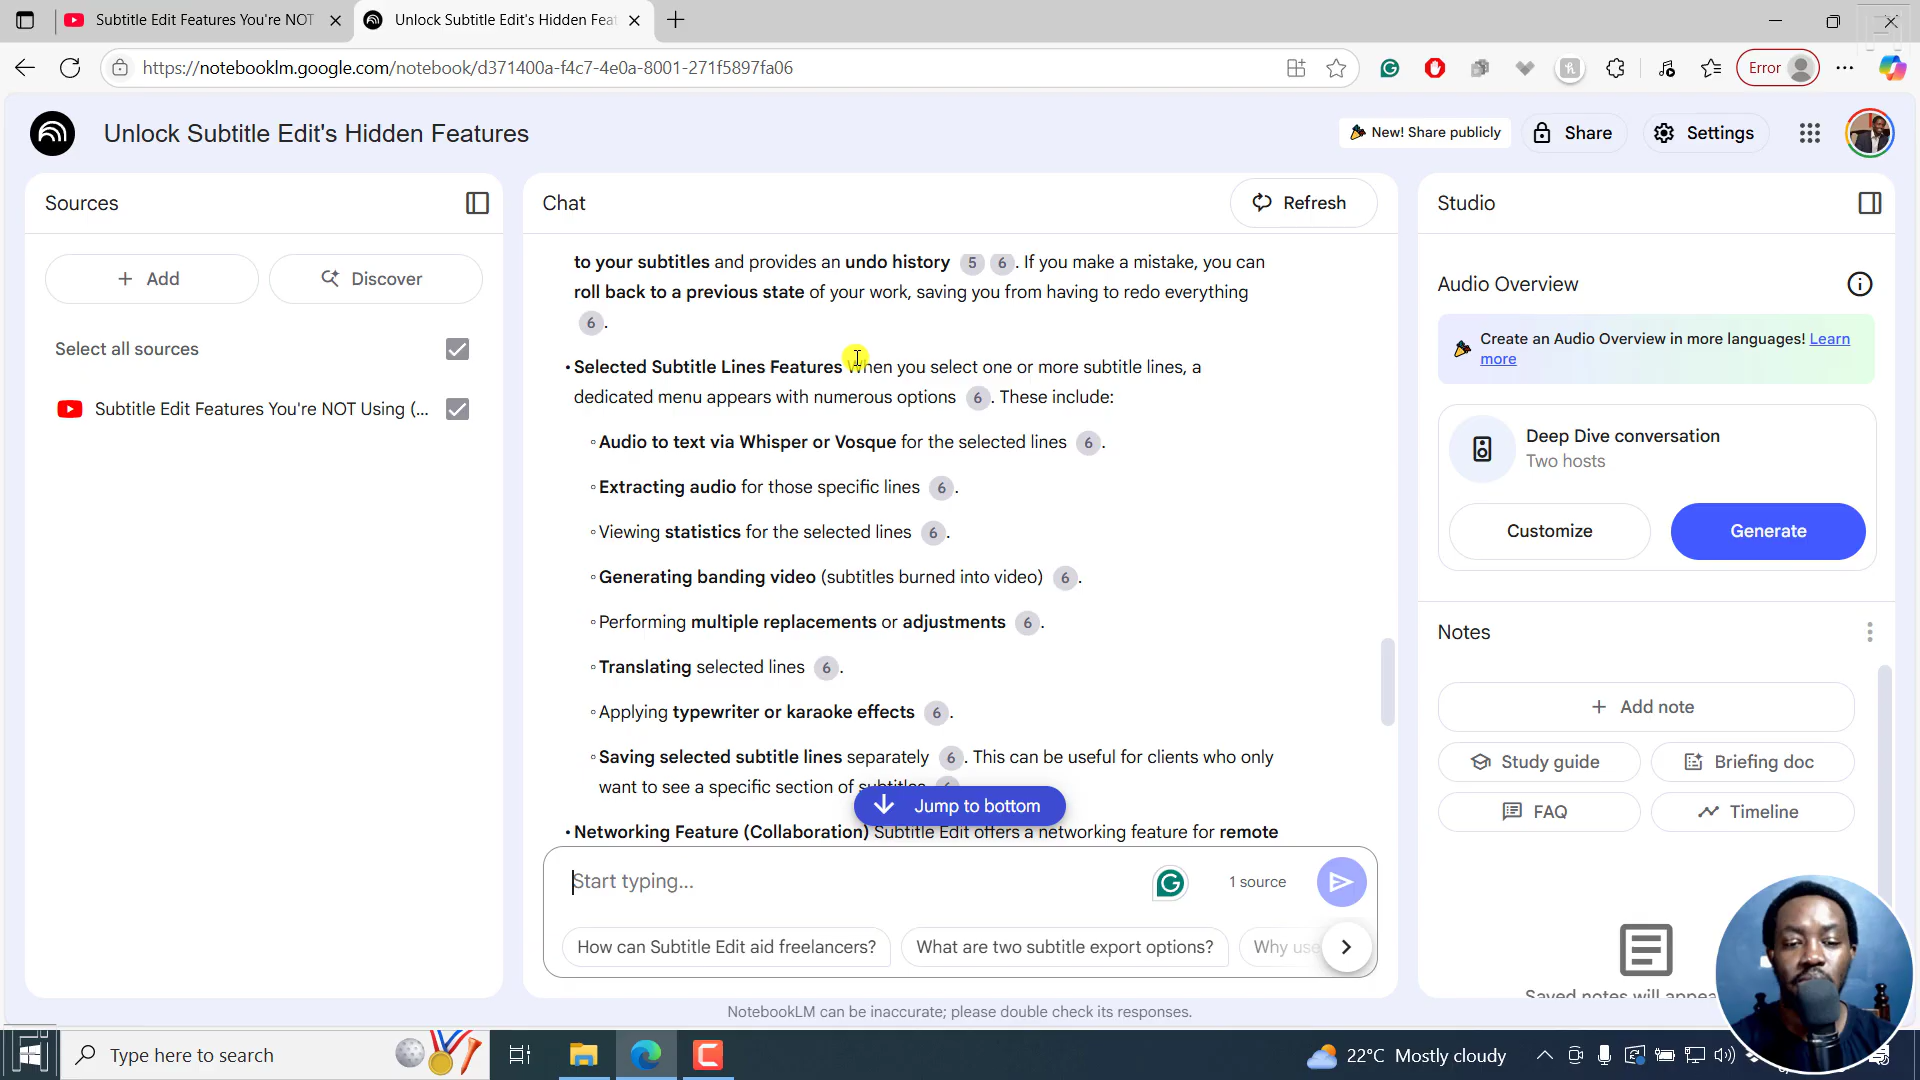 Subtitle Edit Features You're NOT
Unlock Subtitle Edit's Hidden Fea
https://notebooklm.google.com/notebook/d371400a-f4c7-4e0a-8001-271f5897fa06
Error
Unlock Subtitle Edit's Hidden Features
New! Share publicly
Share
Settings
Sources
Add
Discover
Select all sources
Subtitle Edit Features You're NOT Using (...
Chat
Refresh
to your subtitles and provides an undo history 5 6. If you make a mistake, you can
roll back to a previous state of your work, saving you from having to redo everything
6.
• Selected Subtitle Lines Features When you select one or more subtitle lines, a
dedicated menu appears with numerous options 6. These include:
◦ Audio to text via Whisper or Vosque for the selected lines 6.
◦ Extracting audio for those specific lines 6.
◦ Viewing statistics for the selected lines 6.
◦ Generating banding video (subtitles burned into video) 6.
◦ Performing multiple replacements or adjustments 6.
◦ Translating selected lines 6.
◦ Applying typewriter or karaoke effects 6.
◦ Saving selected subtitle lines separately 6. This can be useful for clients who only
want to see a specific section of subtitles
Jump to bottom
• Networking Feature (Collaboration) Subtitle Edit offers a networking feature for remote
Start typing...
1 source
How can Subtitle Edit aid freelancers?
What are two subtitle export options?
Why use
NotebookLM can be inaccurate; please double check its responses.
Studio
Audio Overview
Create an Audio Overview in more languages! Learn
more
Deep Dive conversation
Two hosts
Customize
Generate
Notes
Add note
Study guide
Briefing doc
FAQ
Timeline
Saved notes will appea
Type here to search
22°C Mostly cloudy